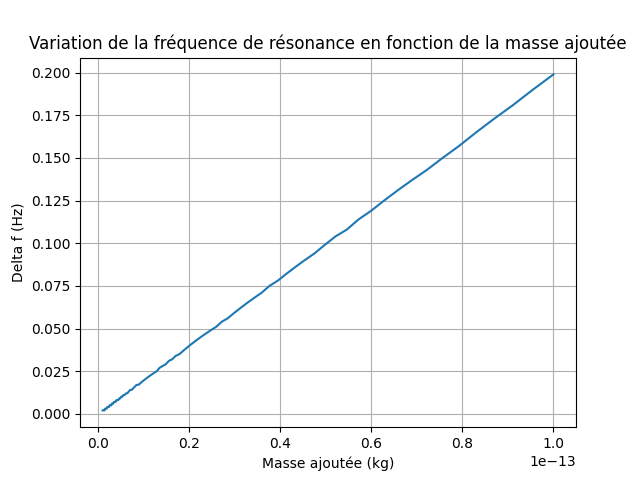 Variation de la fréquence de résonance en fonction de la masse ajoutée
0.200
0.175
0.150
0.125
0.100
0.075
0.050
0.025
0.000
Delta f (Hz)
0.0 0.2 0.4 0.6 0.8 1.0
Masse ajoutée (kg)
1e−13